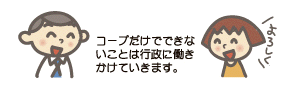 コープだけでできな
いことは行政に働き
かけていきます。
よろしく